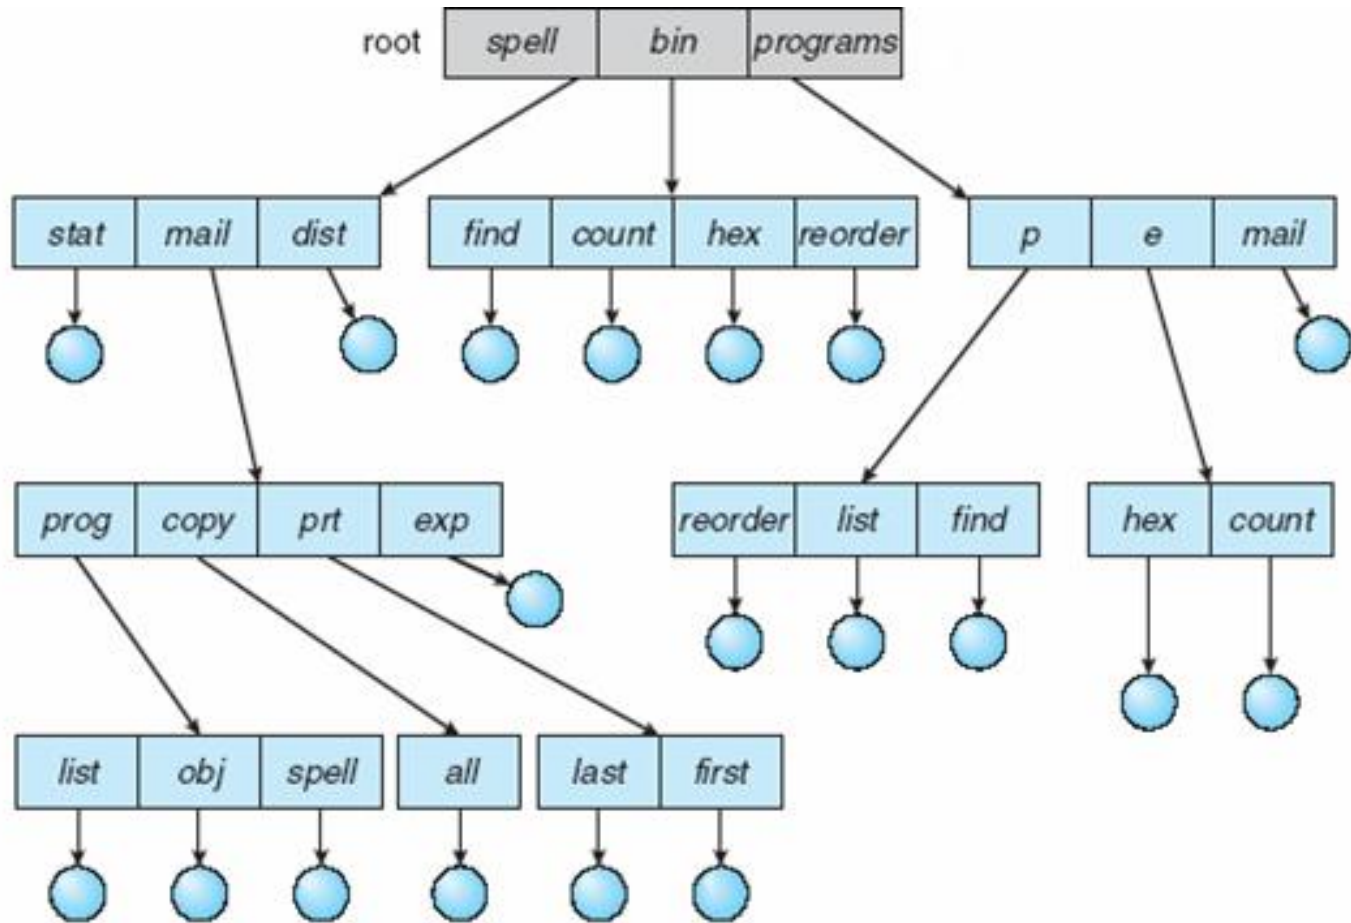 root spell bin programs
stat mail dist find count hex reorder p e mail
prog copy prt exp reorder list find hex count
list obj spell all last first